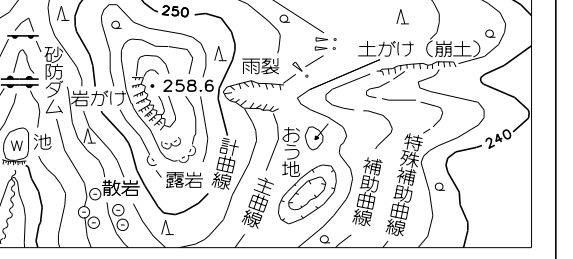 250
土がけ（崩土）
雨裂
砂防ダム
258.6
岩がけ
池
W
おう地
240
計曲線
特殊補助曲線
補助曲線
主曲線
露岩
散岩